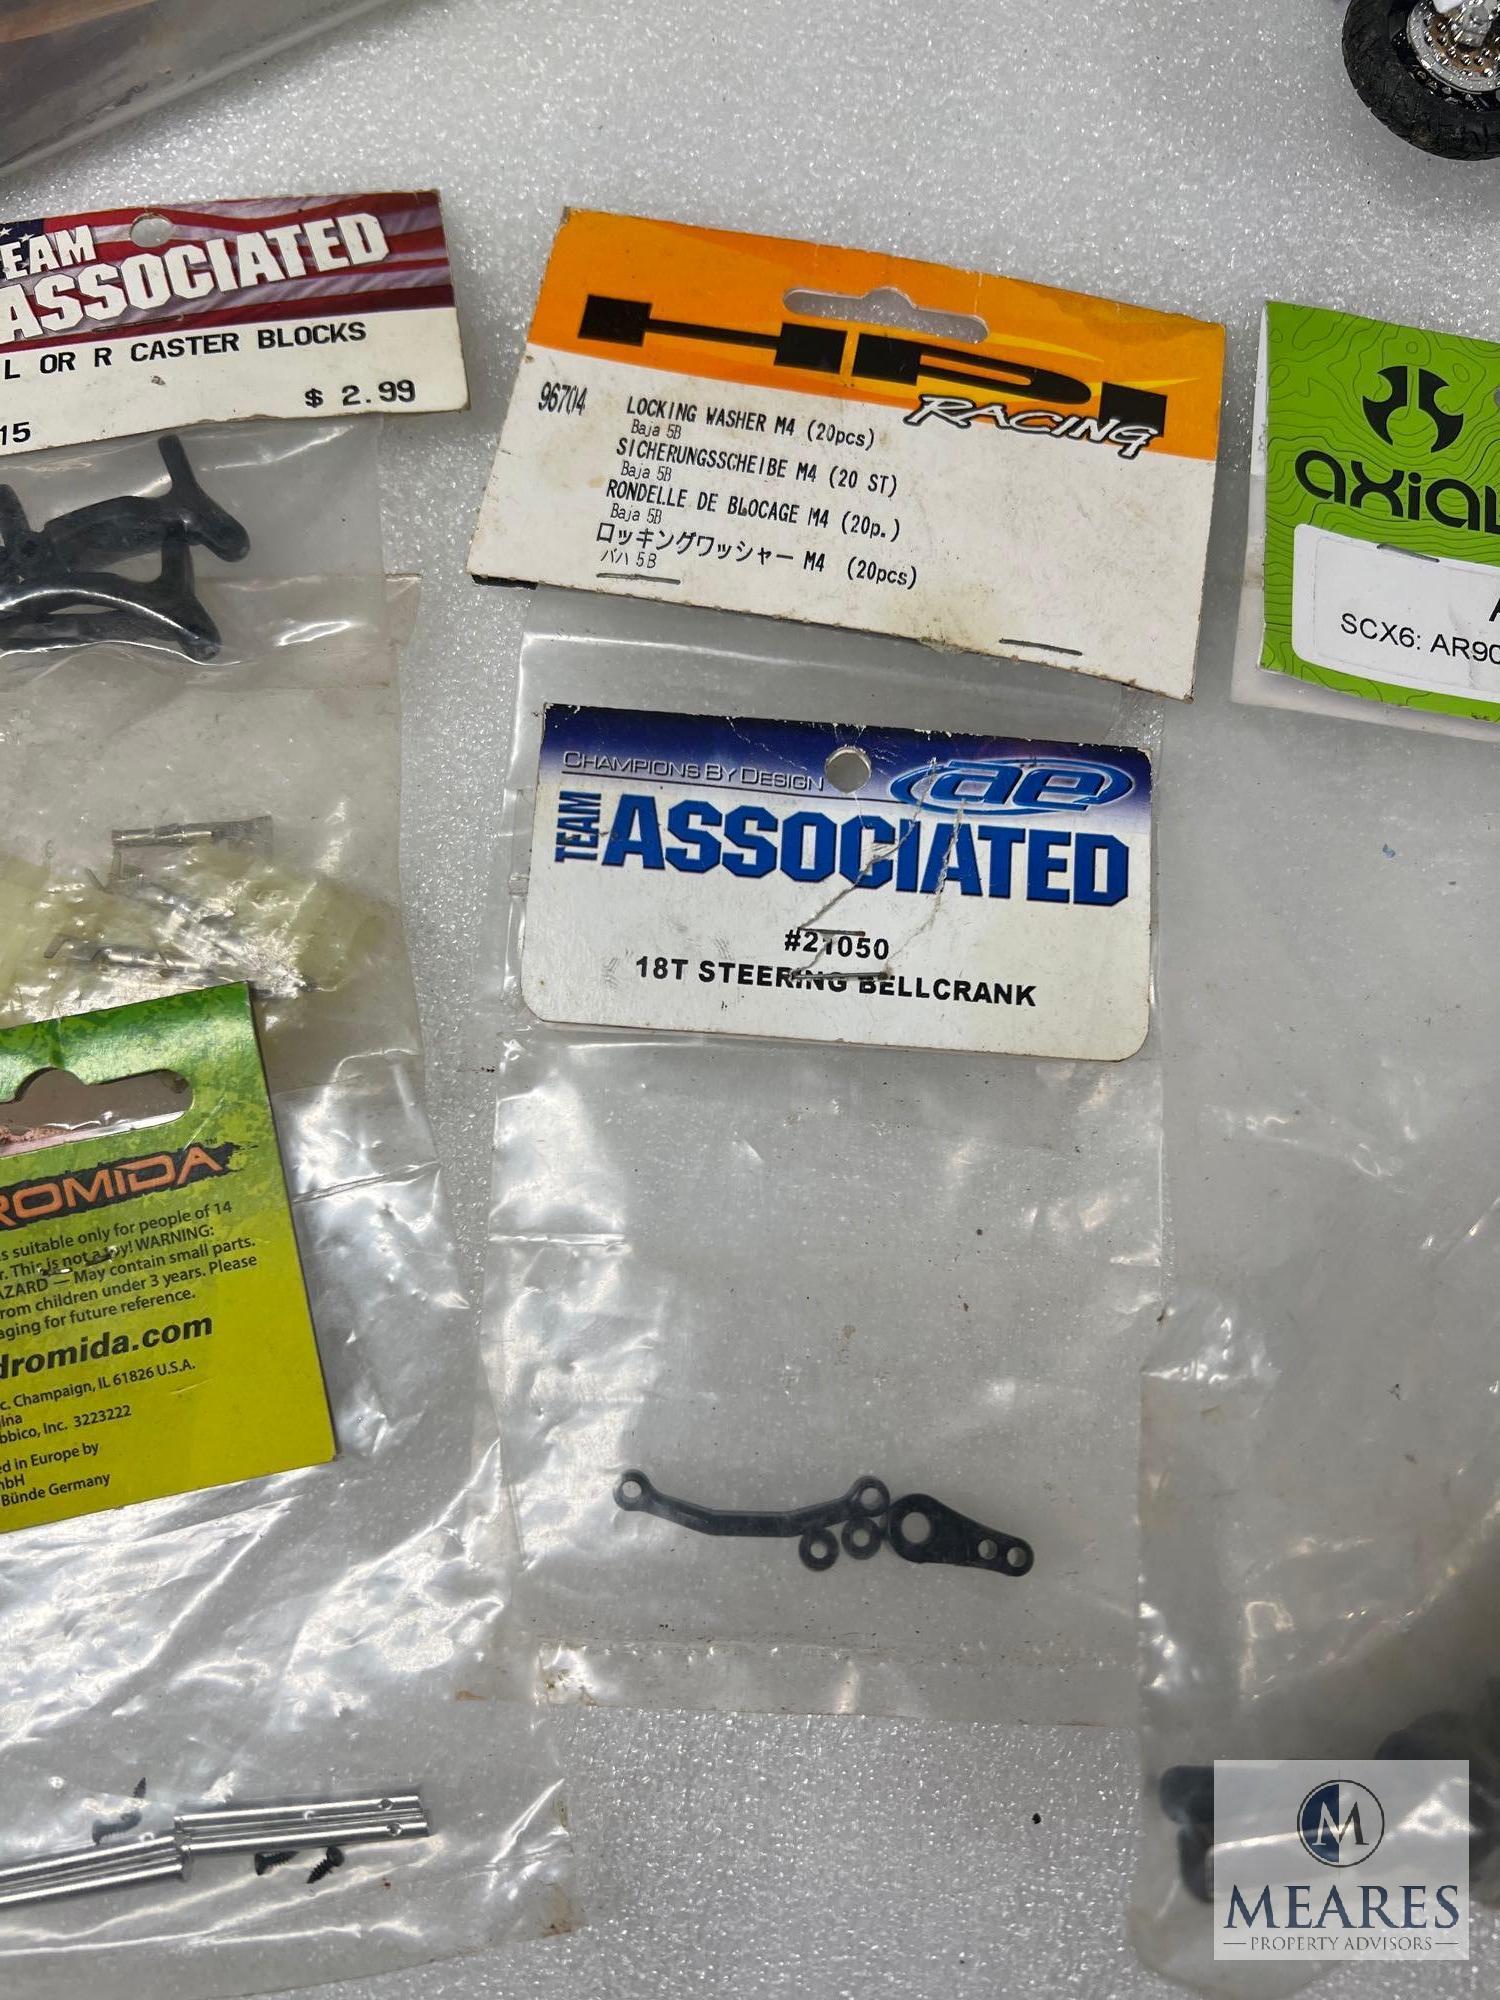 TEAM
ASSOCIATED
L OR R CASTER BLOCKS
$ 2.99
15
HPI
RACING
96704
LOCKING WASHER M4 (20pcs)
Baja 5B
SICHERUNGSSCHEIBE M4 (20 ST)
Baja 5B
RONDELLE DE BLOCAGE M4 (20p.)
Baja 5B
ロッキングワッシャー M4 (20pcs)
バハ 5B
axial
SCX6: AR90
CHAMPIONS BY DESIGN
ae
TEAM ASSOCIATED
#21050
18T STEERING BELLCRANK
ROMIDA™
s suitable only for people of 14
r. This is not a toy! WARNING:
AZARD — May contain small parts.
rom children under 3 years. Please
aging for future reference.
dromida.com
c. Champaign, IL 61826 U.S.A.
ina
bbico, Inc. 3223222
ed in Europe by
mbH
Bünde Germany
M
MEARES
PROPERTY ADVISORS